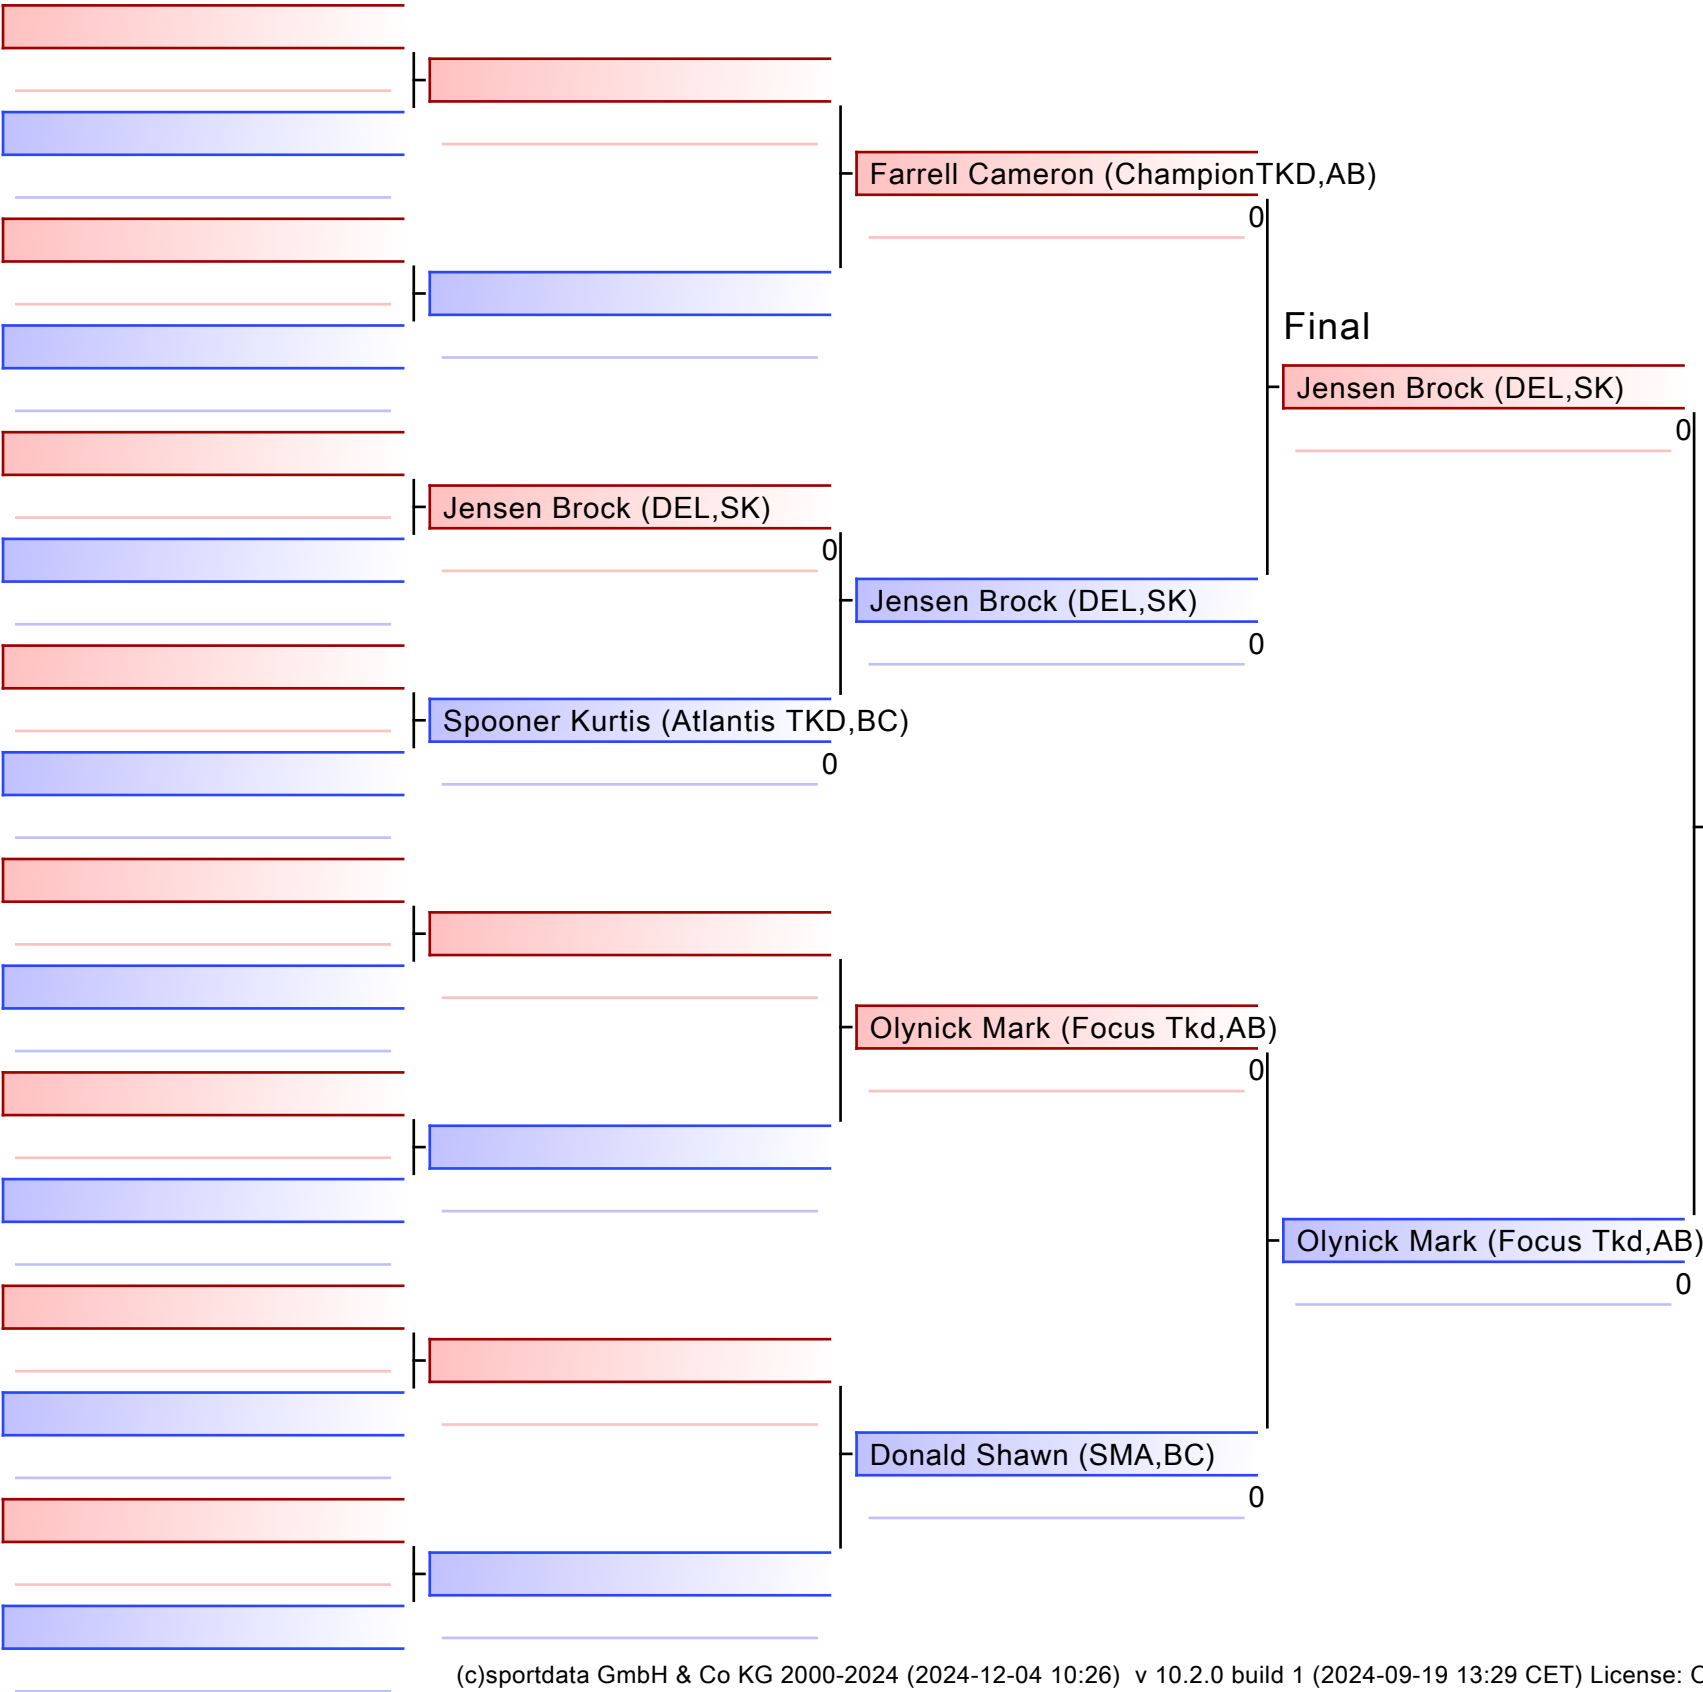 Farrell Cameron (ChampionTKD,AB)
0
Final
Jensen Brock (DEL,SK)
0
Jensen Brock (DEL,SK)
0
Jensen Brock (DEL,SK)
0
Spooner Kurtis (Atlantis TKD,BC)
0
Olynick Mark (Focus Tkd,AB)
0
Olynick Mark (Focus Tkd,AB)
0
Donald Shawn (SMA,BC)
0
(c)sportdata GmbH & Co KG 2000-2024 (2024-12-04 10:26) v 10.2.0 build 1 (2024-09-19 13:29 CET) License: